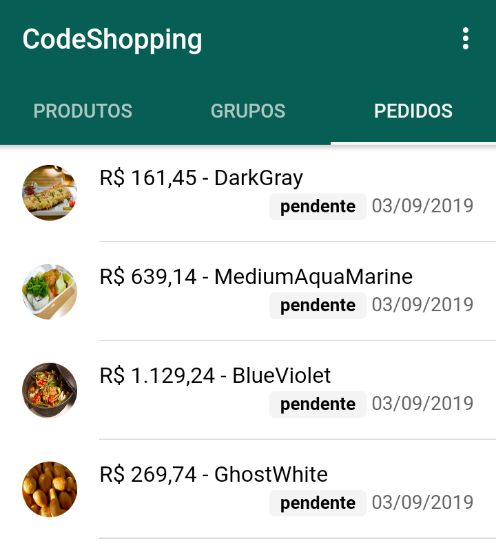 CodeShopping
PRODUTOS GRUPOS PEDIDOS
R$ 161,45 - DarkGray
pendente 03/09/2019
R$ 639,14 - MediumAquaMarine
pendente 03/09/2019
R$ 1.129,24 - BlueViolet
pendente 03/09/2019
R$ 269,74 - GhostWhite
pendente 03/09/2019